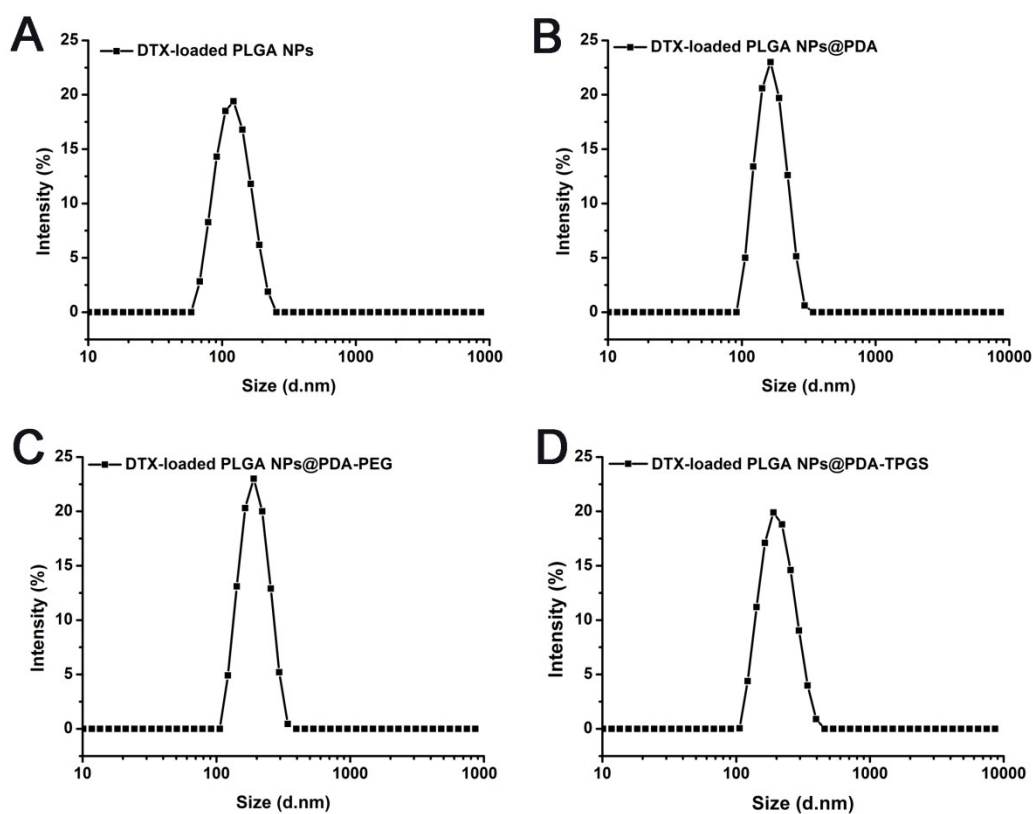 A
DTX-loaded PLGA NPs
25
20
15
10
5
0
Intensity (%)
10 100 1000 1000
Size (d.nm)
B
DTX-loaded PLGA NPs@PDA
25
20
15
10
5
0
Intensity (%)
10 100 1000 10000
Size (d.nm)
C
DTX-loaded PLGA NPs@PDA-PEG
25
20
15
10
5
0
Intensity (%)
10 100 1000 1000
Size (d.nm)
D
DTX-loaded PLGA NPs@PDA-TPGS
25
20
15
10
5
0
Intensity (%)
10 100 1000 10000
Size (d.nm)